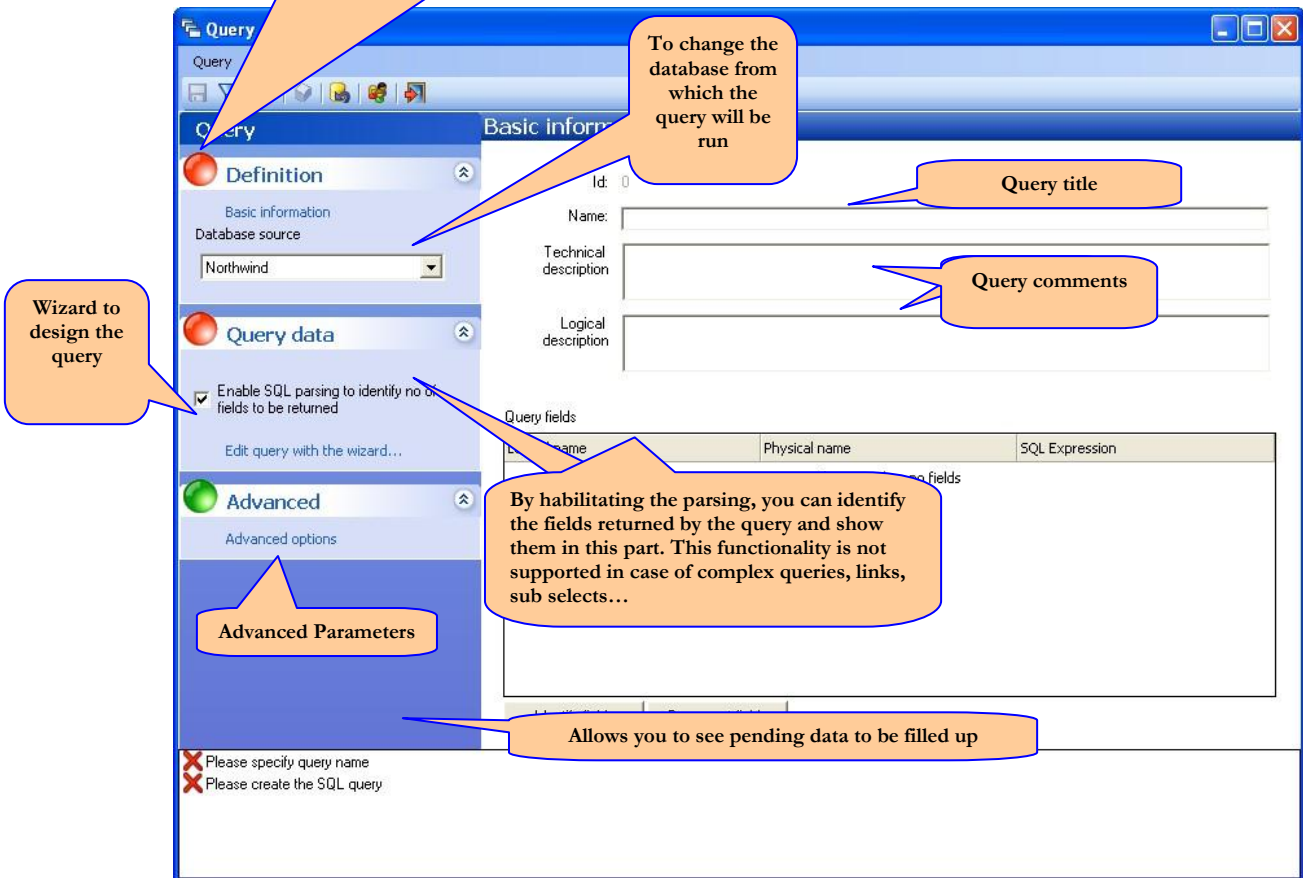 Query
Query
To change the
database from
which the
query will be
run
Query
Basic inform
Definition
Id: 0
Query title
Basic information
Name:
Database source
Technical
description
Northwind
Query comments
Wizard to
design the
query
Query data
Logical
description
Enable SQL parsing to identify no of
fields to be returned
Query fields
Edit query with the wizard...
name
Physical name
SQL Expression
no fields
By habilitating the parsing, you can identify
the fields returned by the query and show
them in this part. This functionality is not
supported in case of complex queries, links,
sub selects…
Advanced
Advanced options
Advanced Parameters
Allows you to see pending data to be filled up
Please specify query name
Please create the SQL query